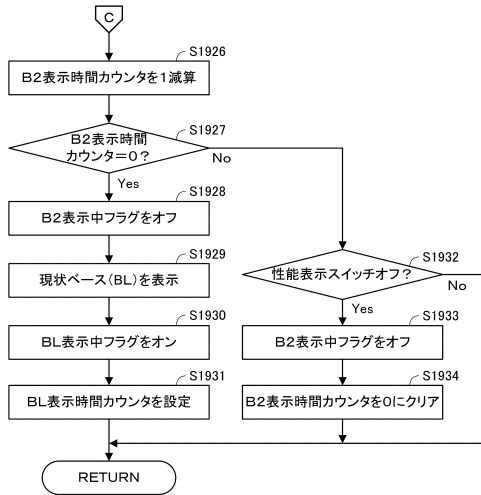 C
S1926
B2表示時間カウンタを1減算
S1927
B2表示時間
カウンタ=0?
No
Yes
S1928
B2表示中フラグをオフ
S1929
現状ベース(BL)を表示
S1930
BL表示中フラグをオン
S1931
BL表示時間カウンタを設定
S1932
性能表示スイッチオフ?
No
Yes
S1933
B2表示中フラグをオフ
S1934
B2表示時間カウンタを0にクリア
RETURN